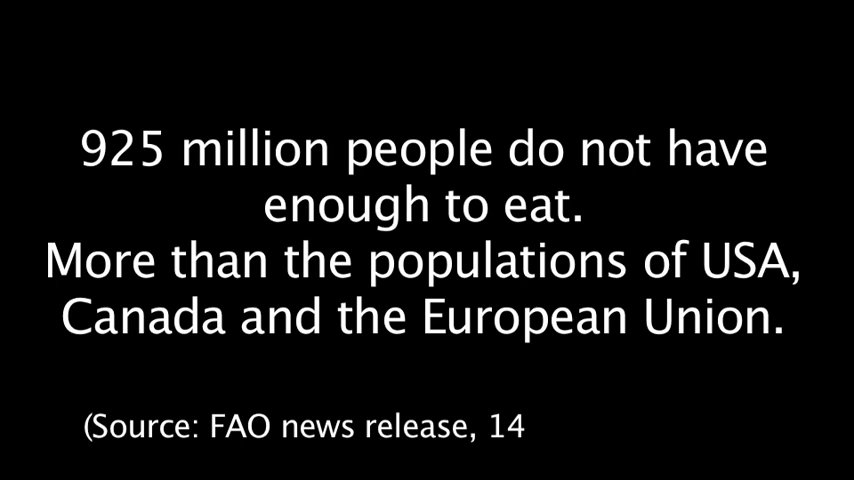 925 million people do not have
enough to eat.
More than the populations of USA,
Canada and the European Union.
(Source: FAO news release, 14